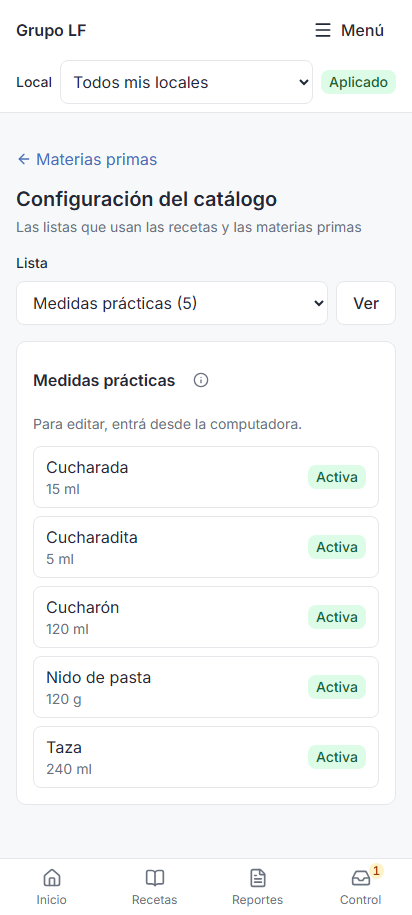 Grupo LF
Menú
Local
Todos mis locales
Aplicado
← Materias primas
Configuración del catálogo
Las listas que usan las recetas y las materias primas
Lista
Medidas prácticas (5)
Ver
Medidas prácticas
Para editar, entrá desde la computadora.
Cucharada
15 ml
Activa
Cucharadita
5 ml
Activa
Cucharón
120 ml
Activa
Nido de pasta
120 g
Activa
Taza
240 ml
Activa
Inicio
Recetas
Reportes
1
Control